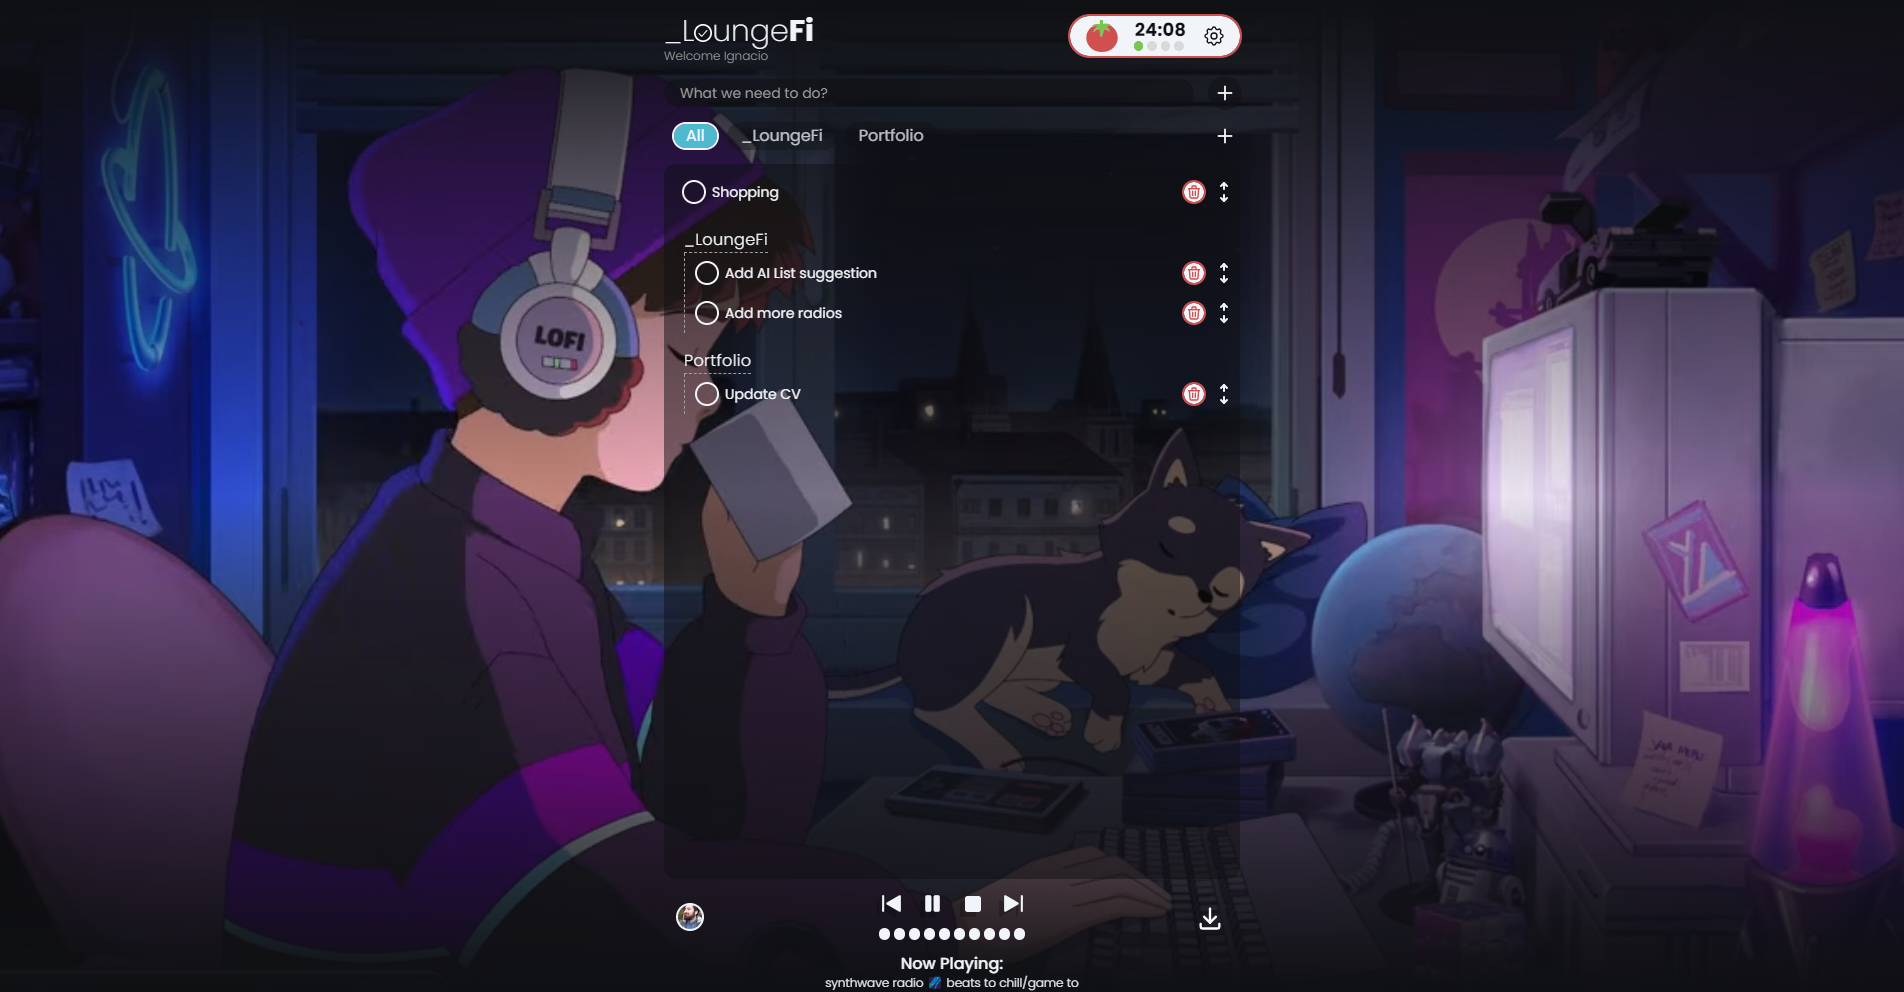 _LoungeFi
Welcome Ignacio
24:08
What we need to do?
All
_LoungeFi
Portfolio
Shopping
_LoungeFi
Add AI List suggestion
Add more radios
Portfolio
Update CV
LOFI
Now Playing:
synthwave radio 🌌 beats to chill/game to